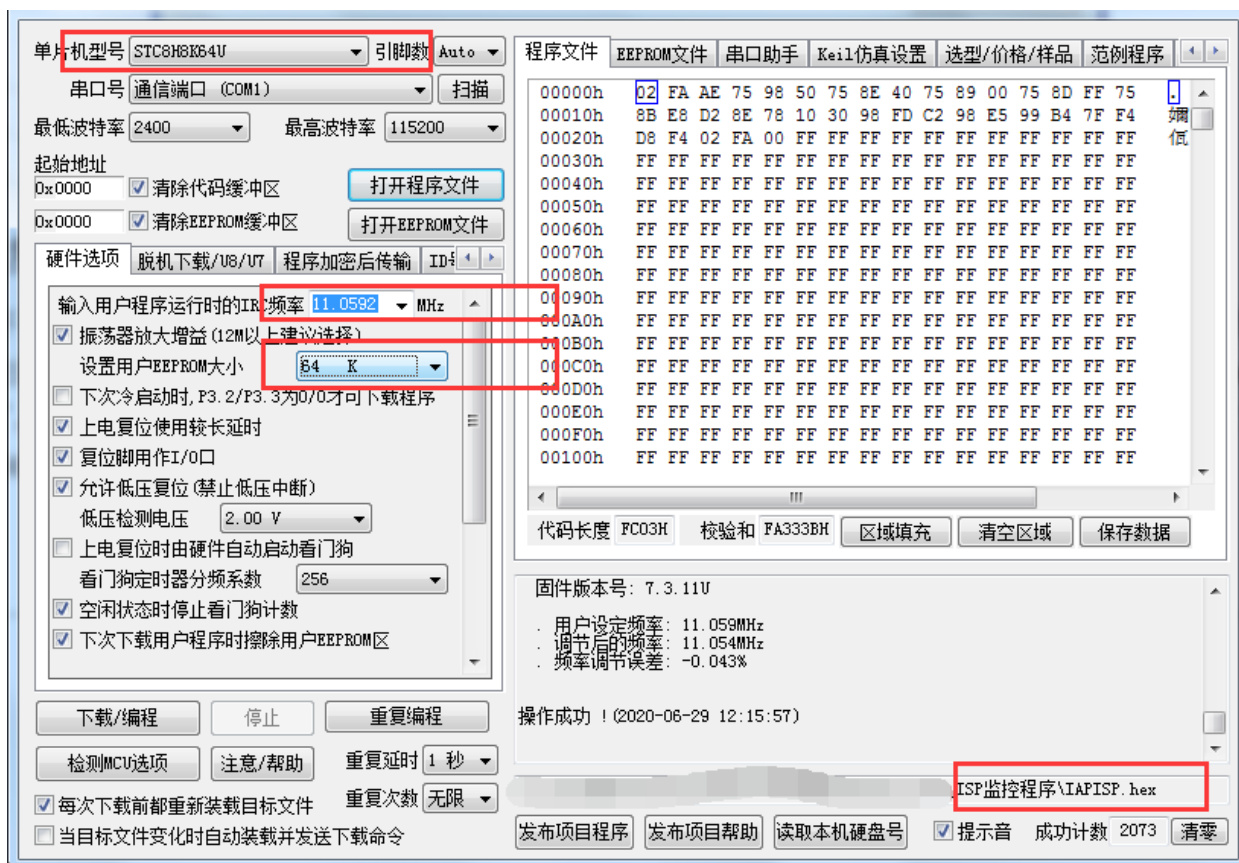 单片机型号 STC8H8K64U 引脚数 Auto
串口号 通信端口 (COM1) 扫描
最低波特率 2400 最高波特率 115200
起始地址
0x0000 清除代码缓冲区 打开程序文件
0x0000 清除EEPROM缓冲区 打开EEPROM文件
硬件选项 脱机下载/U8/U7 程序加密后传输
输入用户程序运行时的IRC频率 11.0592 MHz
振荡器放大增益(12M以上建议选择)
设置用户EEPROM大小 64 K
下次冷启动时, P3.2/P3.3为0/0才可下载程序
上电复位使用较长延时
复位脚用作I/O口
允许低压复位(禁止低压中断)
低压检测电压 2.00 V
上电复位时由硬件自动启动看门狗
看门狗定时器分频系数 256
空闲状态时停止看门狗计数
下次下载用户程序时擦除用户EEPROM区
下载/编程 停止 重复编程
检测MCU选项 注意/帮助 重复延时 1 秒
每次下载前都重新装载目标文件 重复次数 无限
当目标文件变化时自动装载并发送下载命令
程序文件 EEPROM文件 串口助手 Keil仿真设置 选型/价格/样品 范例程序
00000h 02 FA AE 75 98 50 75 8E 40 75 89 00 75 8D FF 75 .
00010h 8B E8 D2 8E 78 10 30 98 FD C2 98 E5 99 B4 7F F4
00020h D8 F4 02 FA 00 FF FF FF FF FF FF FF FF FF FF FF
00030h FF FF FF FF FF FF FF FF FF FF FF FF FF FF FF FF
00040h FF FF FF FF FF FF FF FF FF FF FF FF FF FF FF FF
00050h FF FF FF FF FF FF FF FF FF FF FF FF FF FF FF FF
00060h FF FF FF FF FF FF FF FF FF FF FF FF FF FF FF FF
00070h FF FF FF FF FF FF FF FF FF FF FF FF FF FF FF FF
00080h FF FF FF FF FF FF FF FF FF FF FF FF FF FF FF FF
00090h FF FF FF FF FF FF FF FF FF FF FF FF FF FF FF FF
000A0h FF FF FF FF FF FF FF FF FF FF FF FF FF FF FF FF
000B0h FF FF FF FF FF FF FF FF FF FF FF FF FF FF FF FF
000C0h FF FF FF FF FF FF FF FF FF FF FF FF FF FF FF FF
000D0h FF FF FF FF FF FF FF FF FF FF FF FF FF FF FF FF
000E0h FF FF FF FF FF FF FF FF FF FF FF FF FF FF FF FF
000F0h FF FF FF FF FF FF FF FF FF FF FF FF FF FF FF FF
00100h FF FF FF FF FF FF FF FF FF FF FF FF FF FF FF FF
代码长度 FC03H 校验和 FA333BH 区域填充 清空区域 保存数据
固件版本号: 7.3.11U
. 用户设定频率: 11.059MHz
. 调节后的频率: 11.054MHz
. 频率调节误差: -0.043%
操作成功 !(2020-06-29 12:15:57)
ISP监控程序\IAPISP.hex
发布项目程序 发布项目帮助 读取本机硬盘号 提示音 成功计数 2073 清零